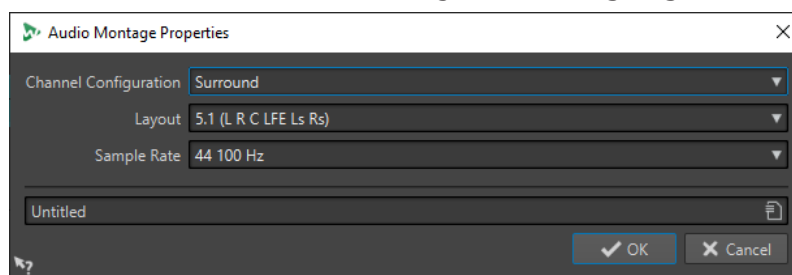 Audio Montage Properties
Channel Configuration Surround
Layout 5.1 (L R C LFE Ls Rs)
Sample Rate 44 100 Hz
Untitled
OK Cancel
?